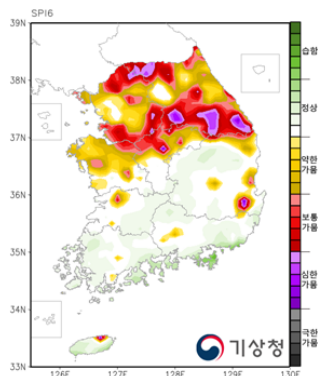 SPI6
39N
38N
37N
36N
35N
34N
33N
126E
127E
128E
129E
130E
습함
정상
약한
가뭄
보통
가뭄
심한
가뭄
극한
가뭄
기상청